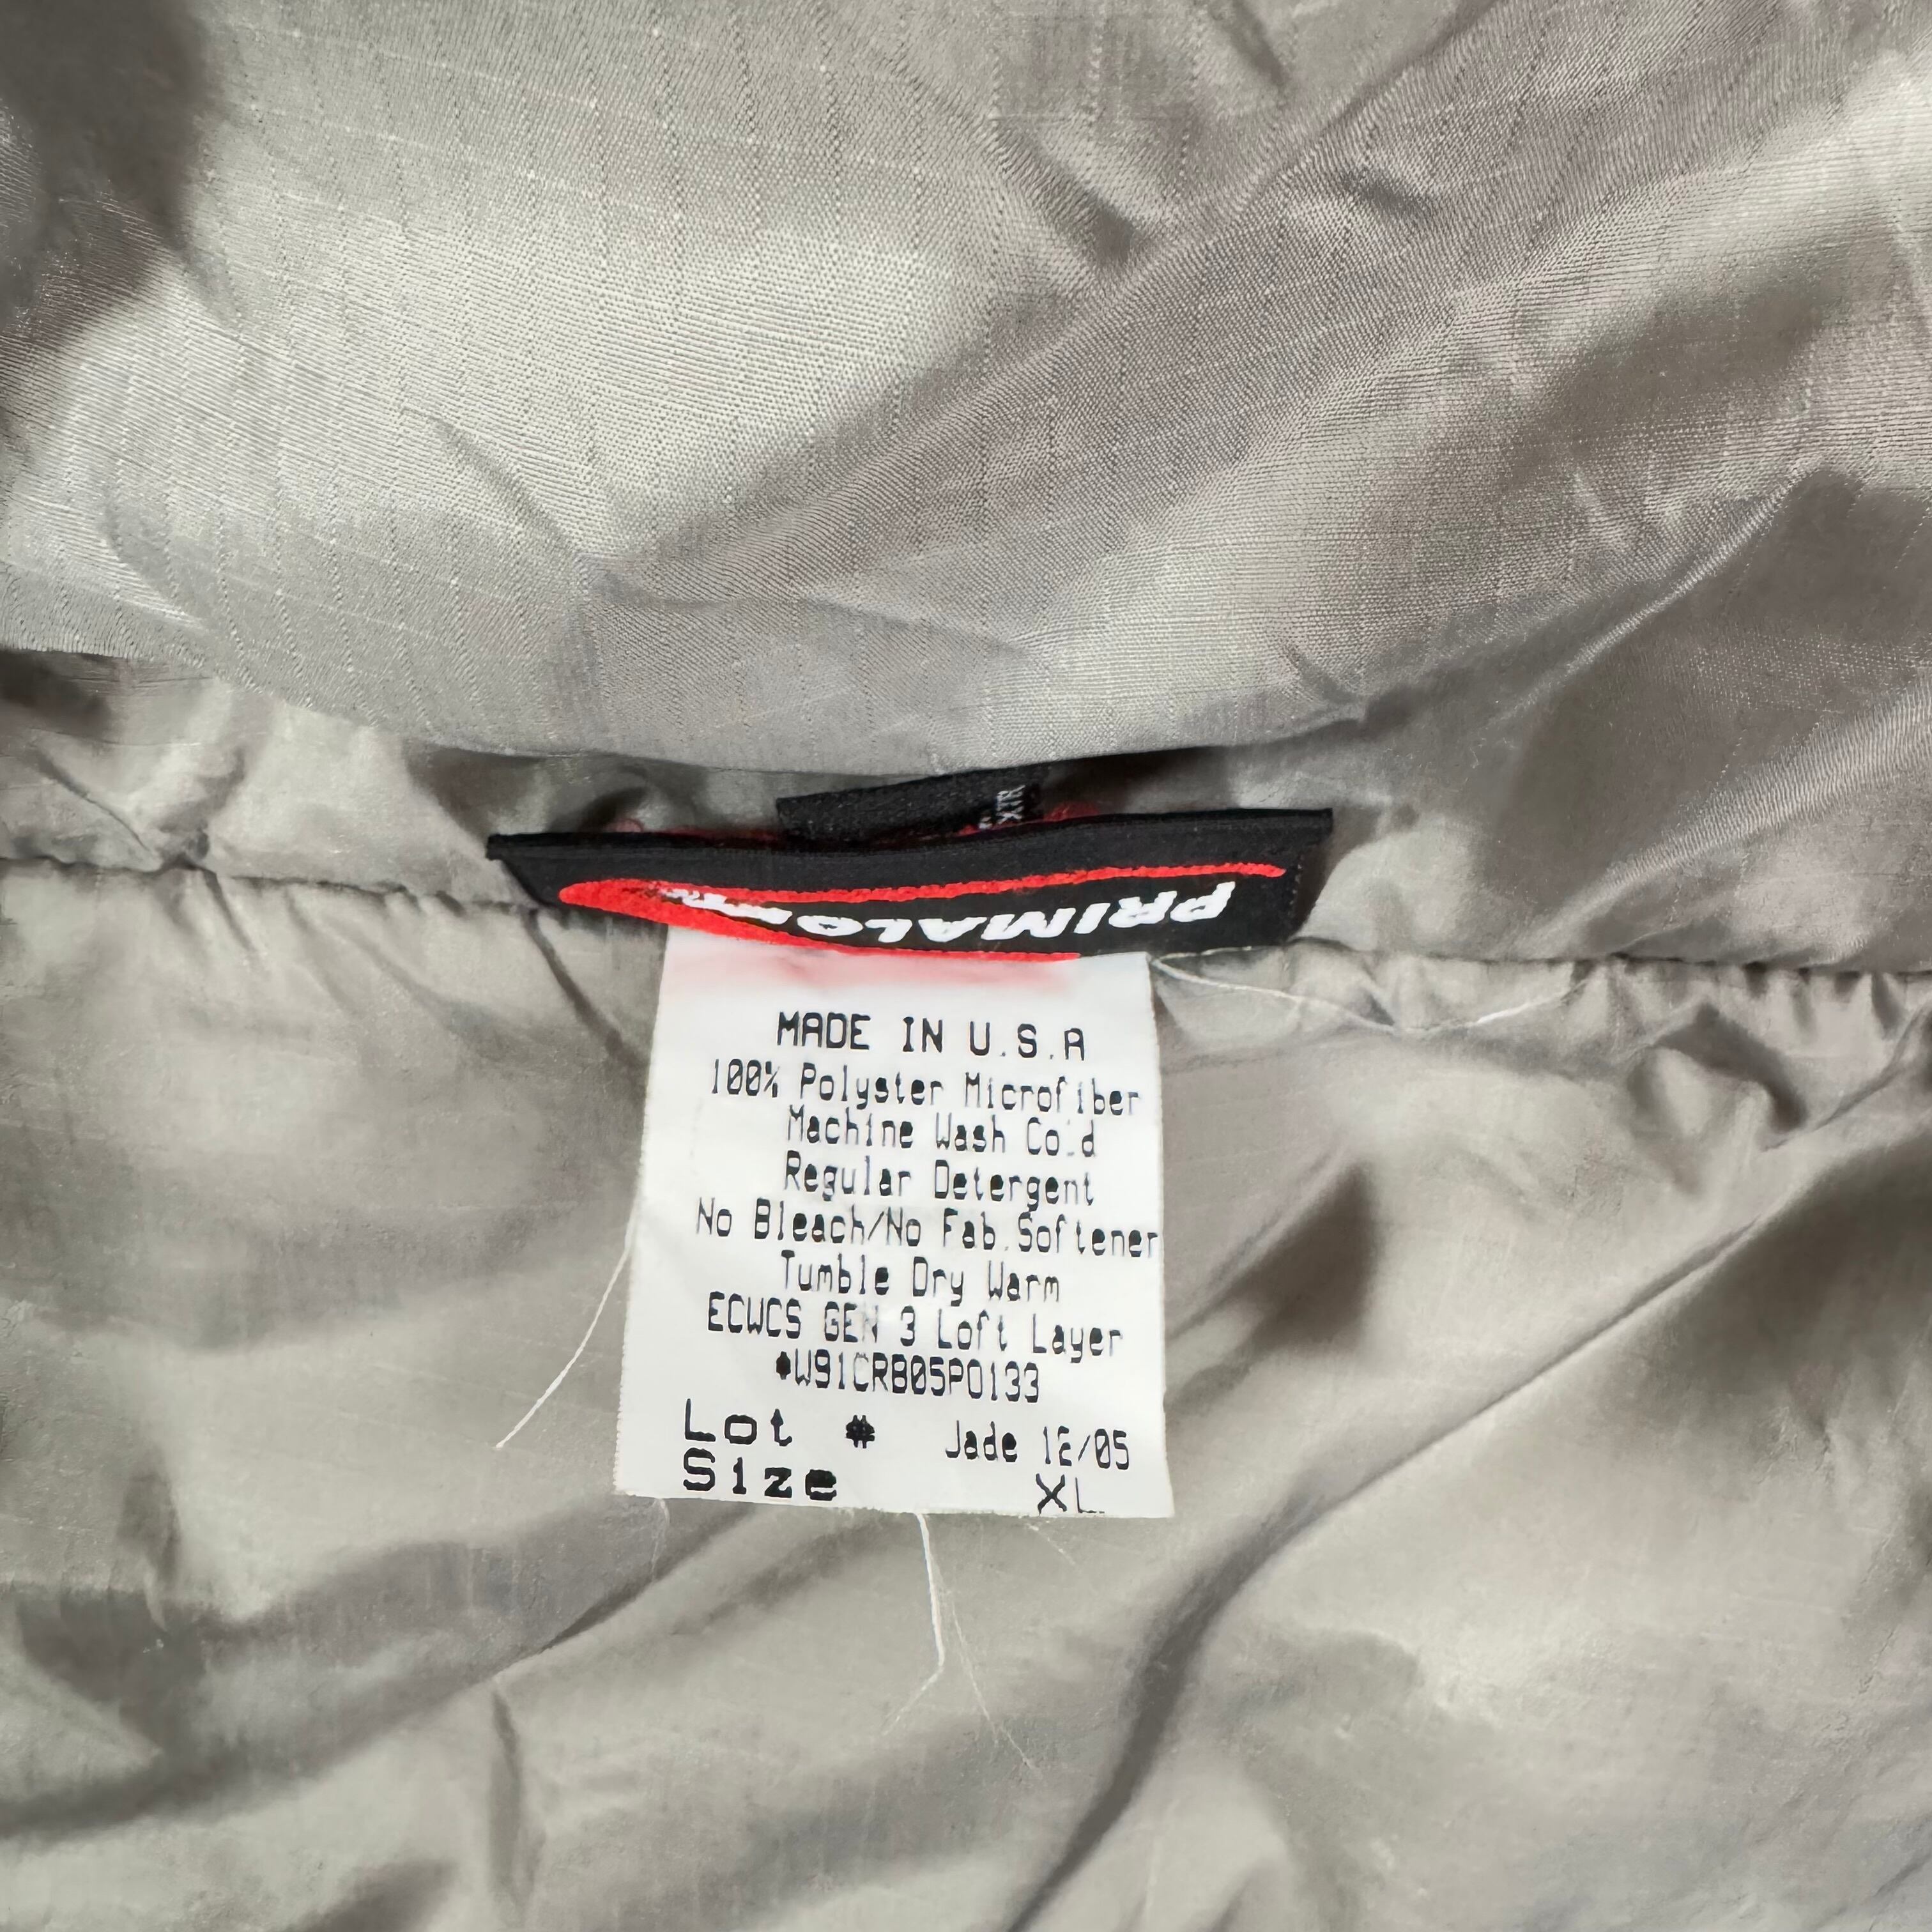 XTR
PRIMALOFT
MADE IN U.S.A
100% Polyster Microfiber
Machine Wash Cold
Regular Detergent
No Bleach/No Fab.Softener
Tumble Dry Warm
ECWCS GEN 3 Loft Layer
#W91CRB05P0133
Lot # Jade 12/05
Size XL